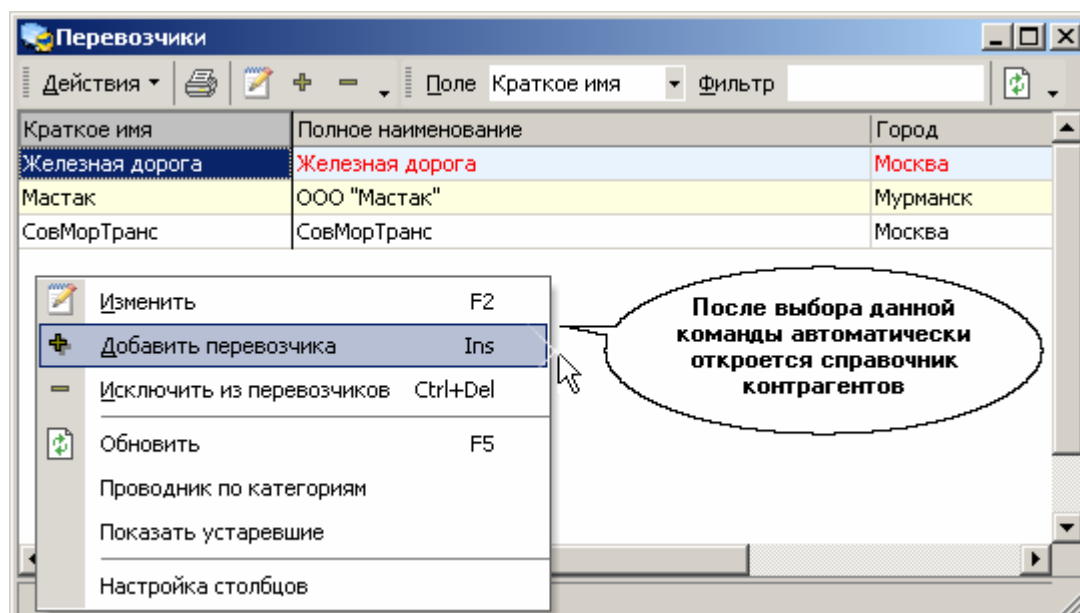 Перевозчики
Действия Поле Краткое имя Фильтр
Краткое имя Полное наименование Город
Железная дорога Железная дорога Москва
Мастак ООО "Мастак" Мурманск
СовМорТранс СовМорТранс Москва
Изменить F2
Добавить перевозчика Ins
Исключить из перевозчиков Ctrl+Del
Обновить F5
Проводник по категориям
Показать устаревшие
Настройка столбцов
После выбора данной
команды автоматически
откроется справочник
контрагентов